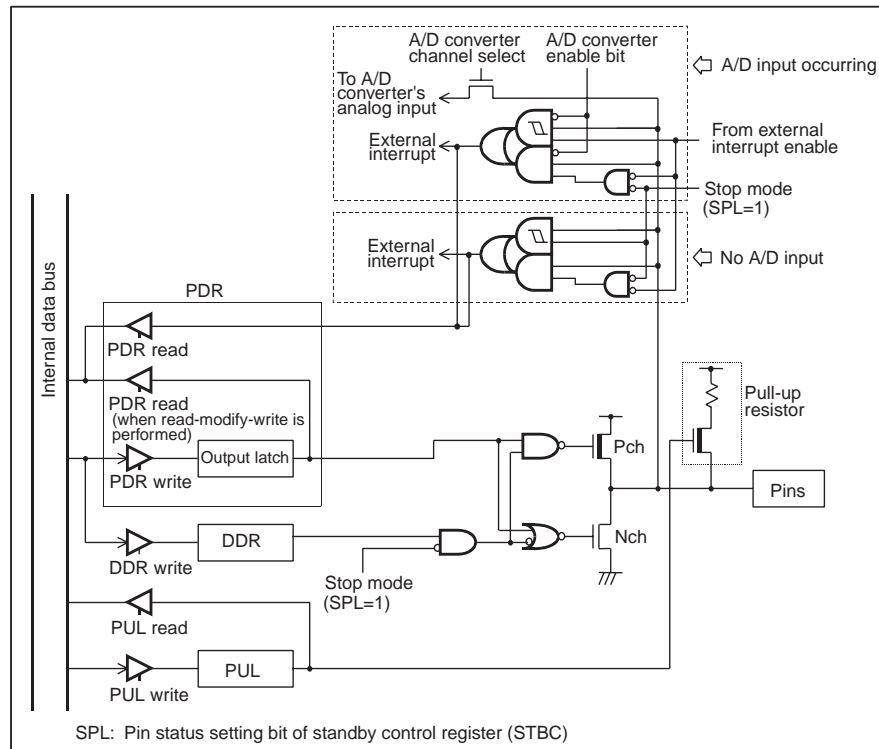 A/D converter
channel select
A/D converter
enable bit
A/D input occurring
To A/D
converter's
analog input
External
interrupt
From external
interrupt enable
Stop mode
(SPL=1)
External
interrupt
No A/D input
Internal data bus
PDR
PDR read
PDR read
(when read-modify-write is
performed)
Output latch
PDR write
Pull-up
resistor
Pch
Pins
DDR
DDR write
Nch
Stop mode
(SPL=1)
PUL read
PUL
PUL write
SPL: Pin status setting bit of standby control register (STBC)